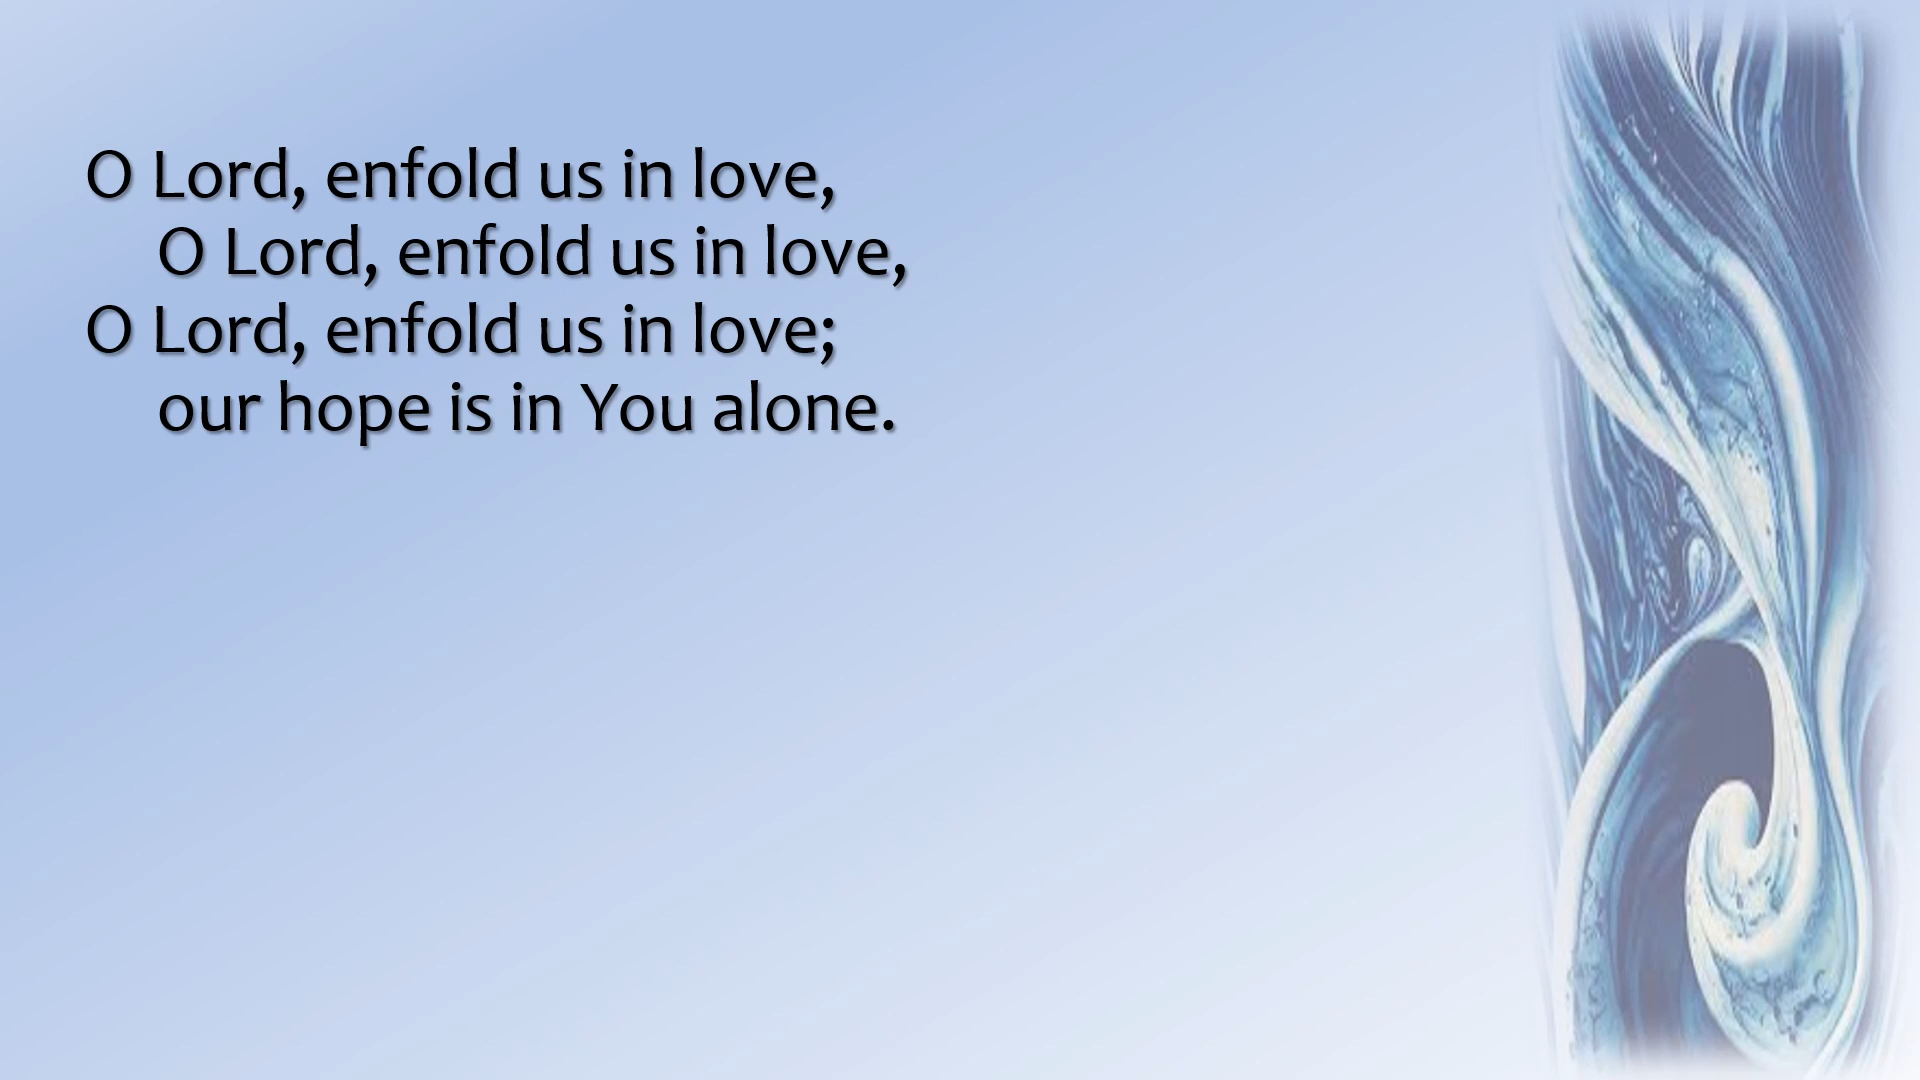 O Lord, enfold us in love,
O Lord, enfold us in love,
O Lord, enfold us in love;
our hope is in You alone.